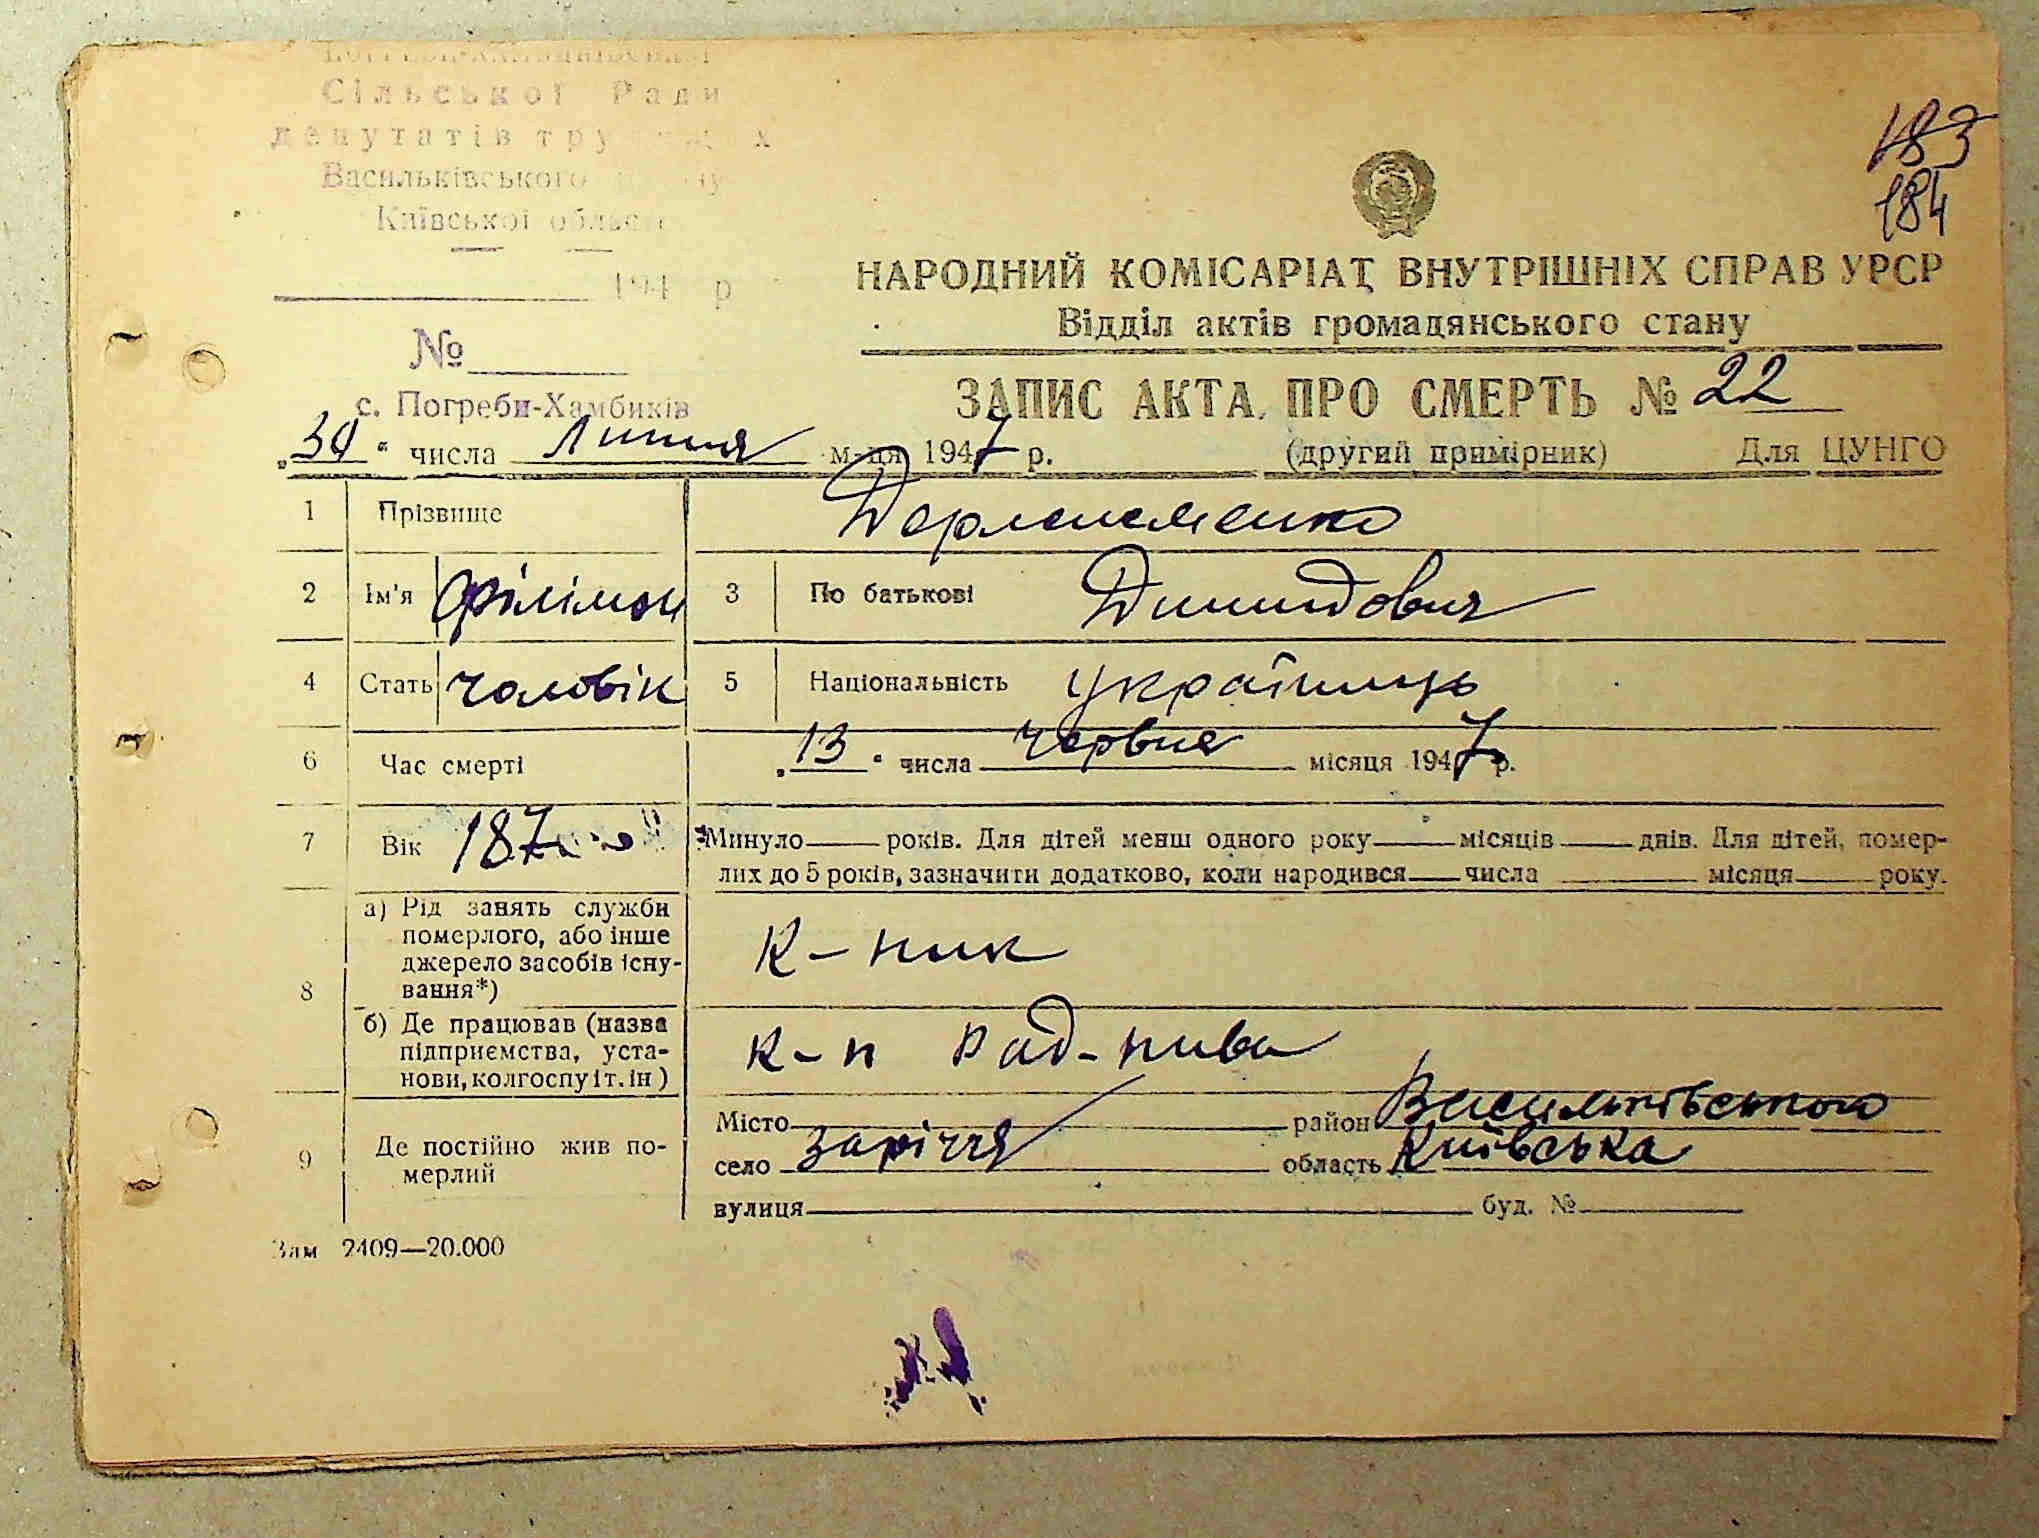 Сільської Ради
депутатів
Васильківського
Київської
194 р
183
184
НАРОДНИЙ КОМІСАРІАТ ВНУТРІШНІХ СПРАВ УРСР
Відділ актів громадянського стану
№
с. Погреби-Хамбиків
ЗАПИС АКТА ПРО СМЕРТЬ № 22
„30“ числа Липня м-ця 1947 р. (другий примірник) Для ЦУНГО
1 Прізвище
2 Ім'я Філімон 3 По батькові
4 Стать чоловік 5 Національність Українець
6 Час смерті „13“ числа червня місяця 1947 р.
7 Вік 187 Минуло років. Для дітей менш одного року місяців днів. Для дітей, помер-
лих до 5 років, зазначити додатково, коли народився числа місяця року.
8 а) Рід занять служби
померлого, або інше
джерело засобів існу-
вання*) к-ник
б) Де працював (назва
підприємства, уста-
нови, колгоспу і т. ін) к-п Рад-нива
9 Де постійно жив по-
мерлий
Місто район Васильківського
село Заріччя область Київська
вулиця буд. №
Зам 2409—20.000